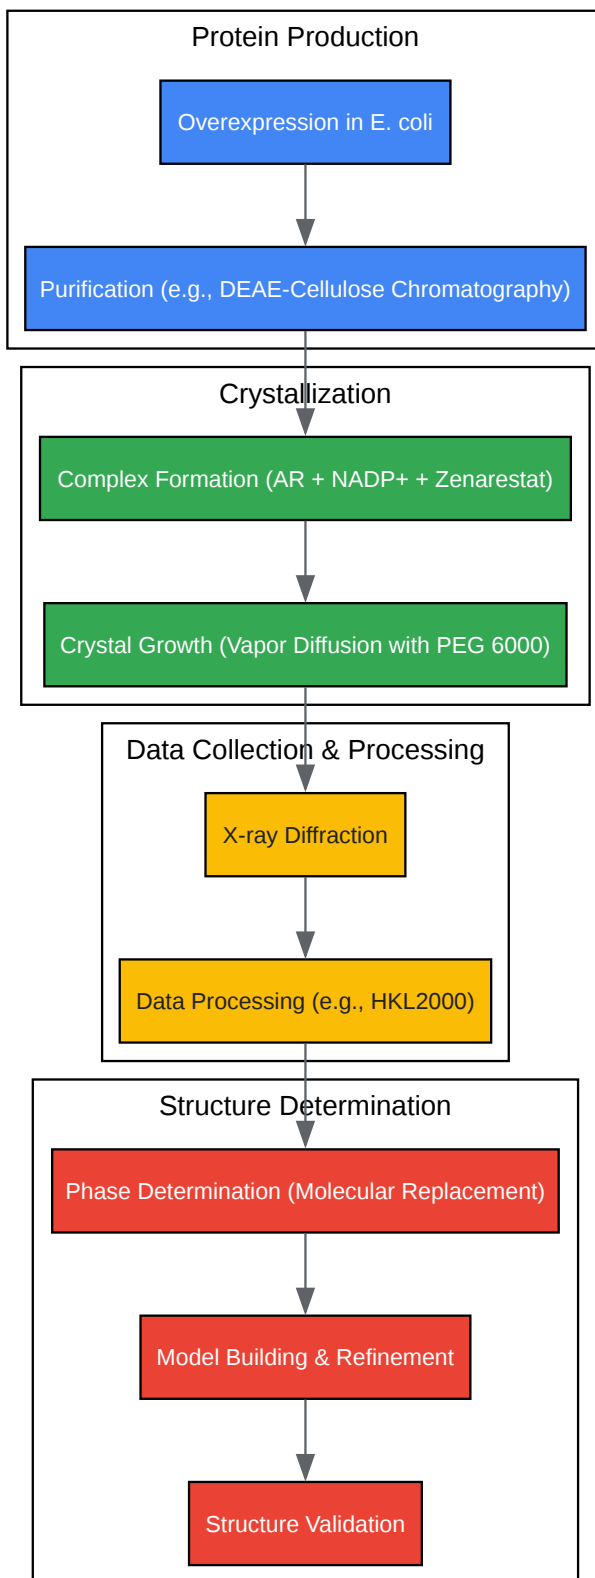 Protein Production
Overexpression in E. coli
Purification (e.g., DEAE-Cellulose Chromatography)
Crystallization
Complex Formation (AR + NADP+ + Zenarestat)
Crystal Growth (Vapor Diffusion with PEG 6000)
Data Collection & Processing
X-ray Diffraction
Data Processing (e.g., HKL2000)
Structure Determination
Phase Determination (Molecular Replacement)
Model Building & Refinement
Structure Validation